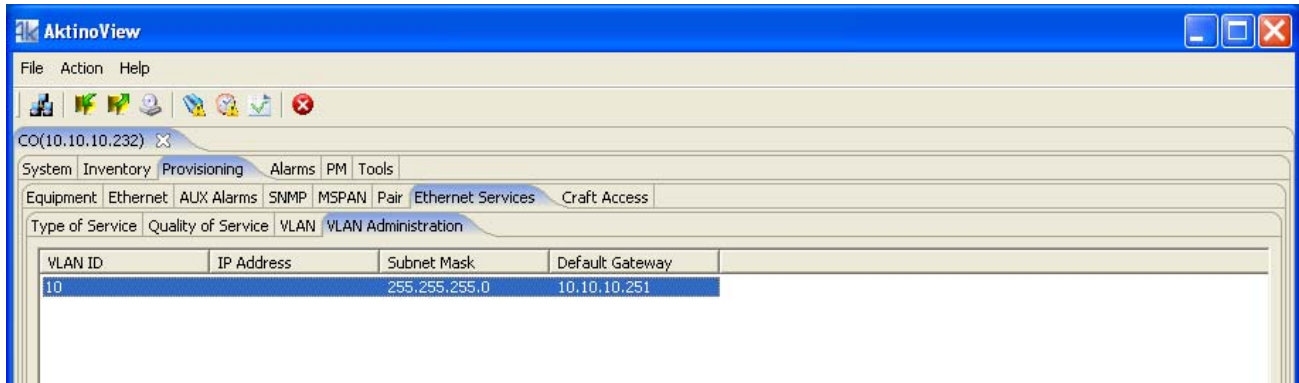 AktinoView
File Action Help
CO(10.10.10.232)
System Inventory Provisioning Alarms PM Tools
Equipment Ethernet AUX Alarms SNMP MSPAN Pair Ethernet Services Craft Access
Type of Service Quality of Service VLAN VLAN Administration
VLAN ID IP Address Subnet Mask Default Gateway
10 255.255.255.0 10.10.10.251